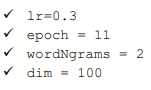 ✓ lr=0.3
✓ epoch = 11
✓ wordNgrams = 2
✓ dim = 100